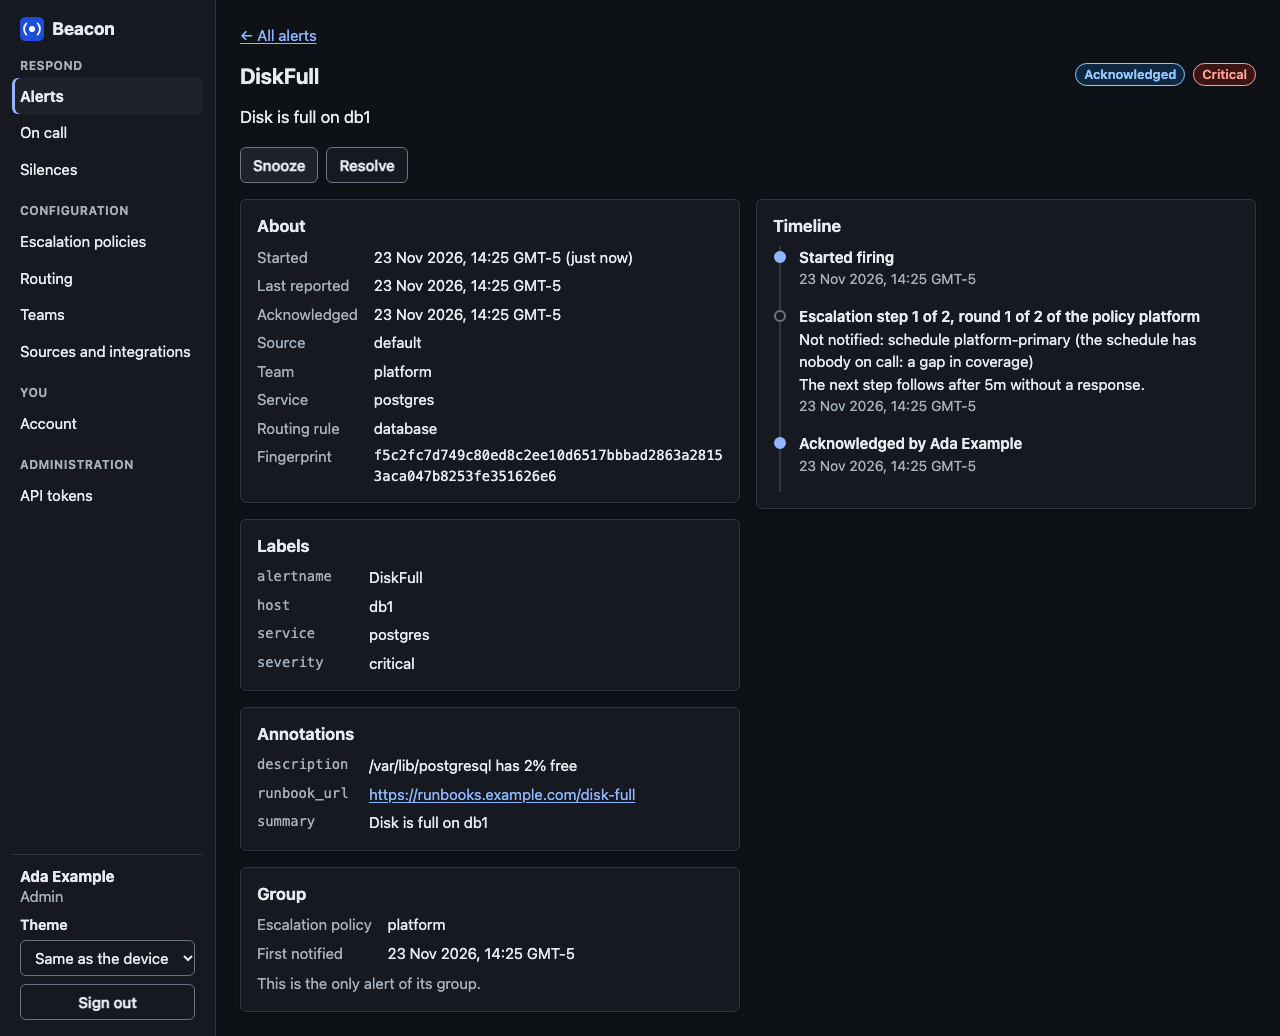 Beacon
RESPOND
Alerts
On call
Silences
CONFIGURATION
Escalation policies
Routing
Teams
Sources and integrations
YOU
Account
ADMINISTRATION
API tokens
Ada Example
Admin
Theme
Same as the device
Sign out
← All alerts
DiskFull
Acknowledged
Critical
Disk is full on db1
Snooze
Resolve
About
Started 23 Nov 2026, 14:25 GMT-5 (just now)
Last reported 23 Nov 2026, 14:25 GMT-5
Acknowledged 23 Nov 2026, 14:25 GMT-5
Source default
Team platform
Service postgres
Routing rule database
Fingerprint f5c2fc7d749c80ed8c2ee10d6517bbbad2863a2815
3aca047b8253fe351626e6
Labels
alertname DiskFull
host db1
service postgres
severity critical
Annotations
description /var/lib/postgresql has 2% free
runbook_url https://runbooks.example.com/disk-full
summary Disk is full on db1
Group
Escalation policy platform
First notified 23 Nov 2026, 14:25 GMT-5
This is the only alert of its group.
Timeline
Started firing
23 Nov 2026, 14:25 GMT-5
Escalation step 1 of 2, round 1 of 2 of the policy platform
Not notified: schedule platform-primary (the schedule has
nobody on call: a gap in coverage)
The next step follows after 5m without a response.
23 Nov 2026, 14:25 GMT-5
Acknowledged by Ada Example
23 Nov 2026, 14:25 GMT-5